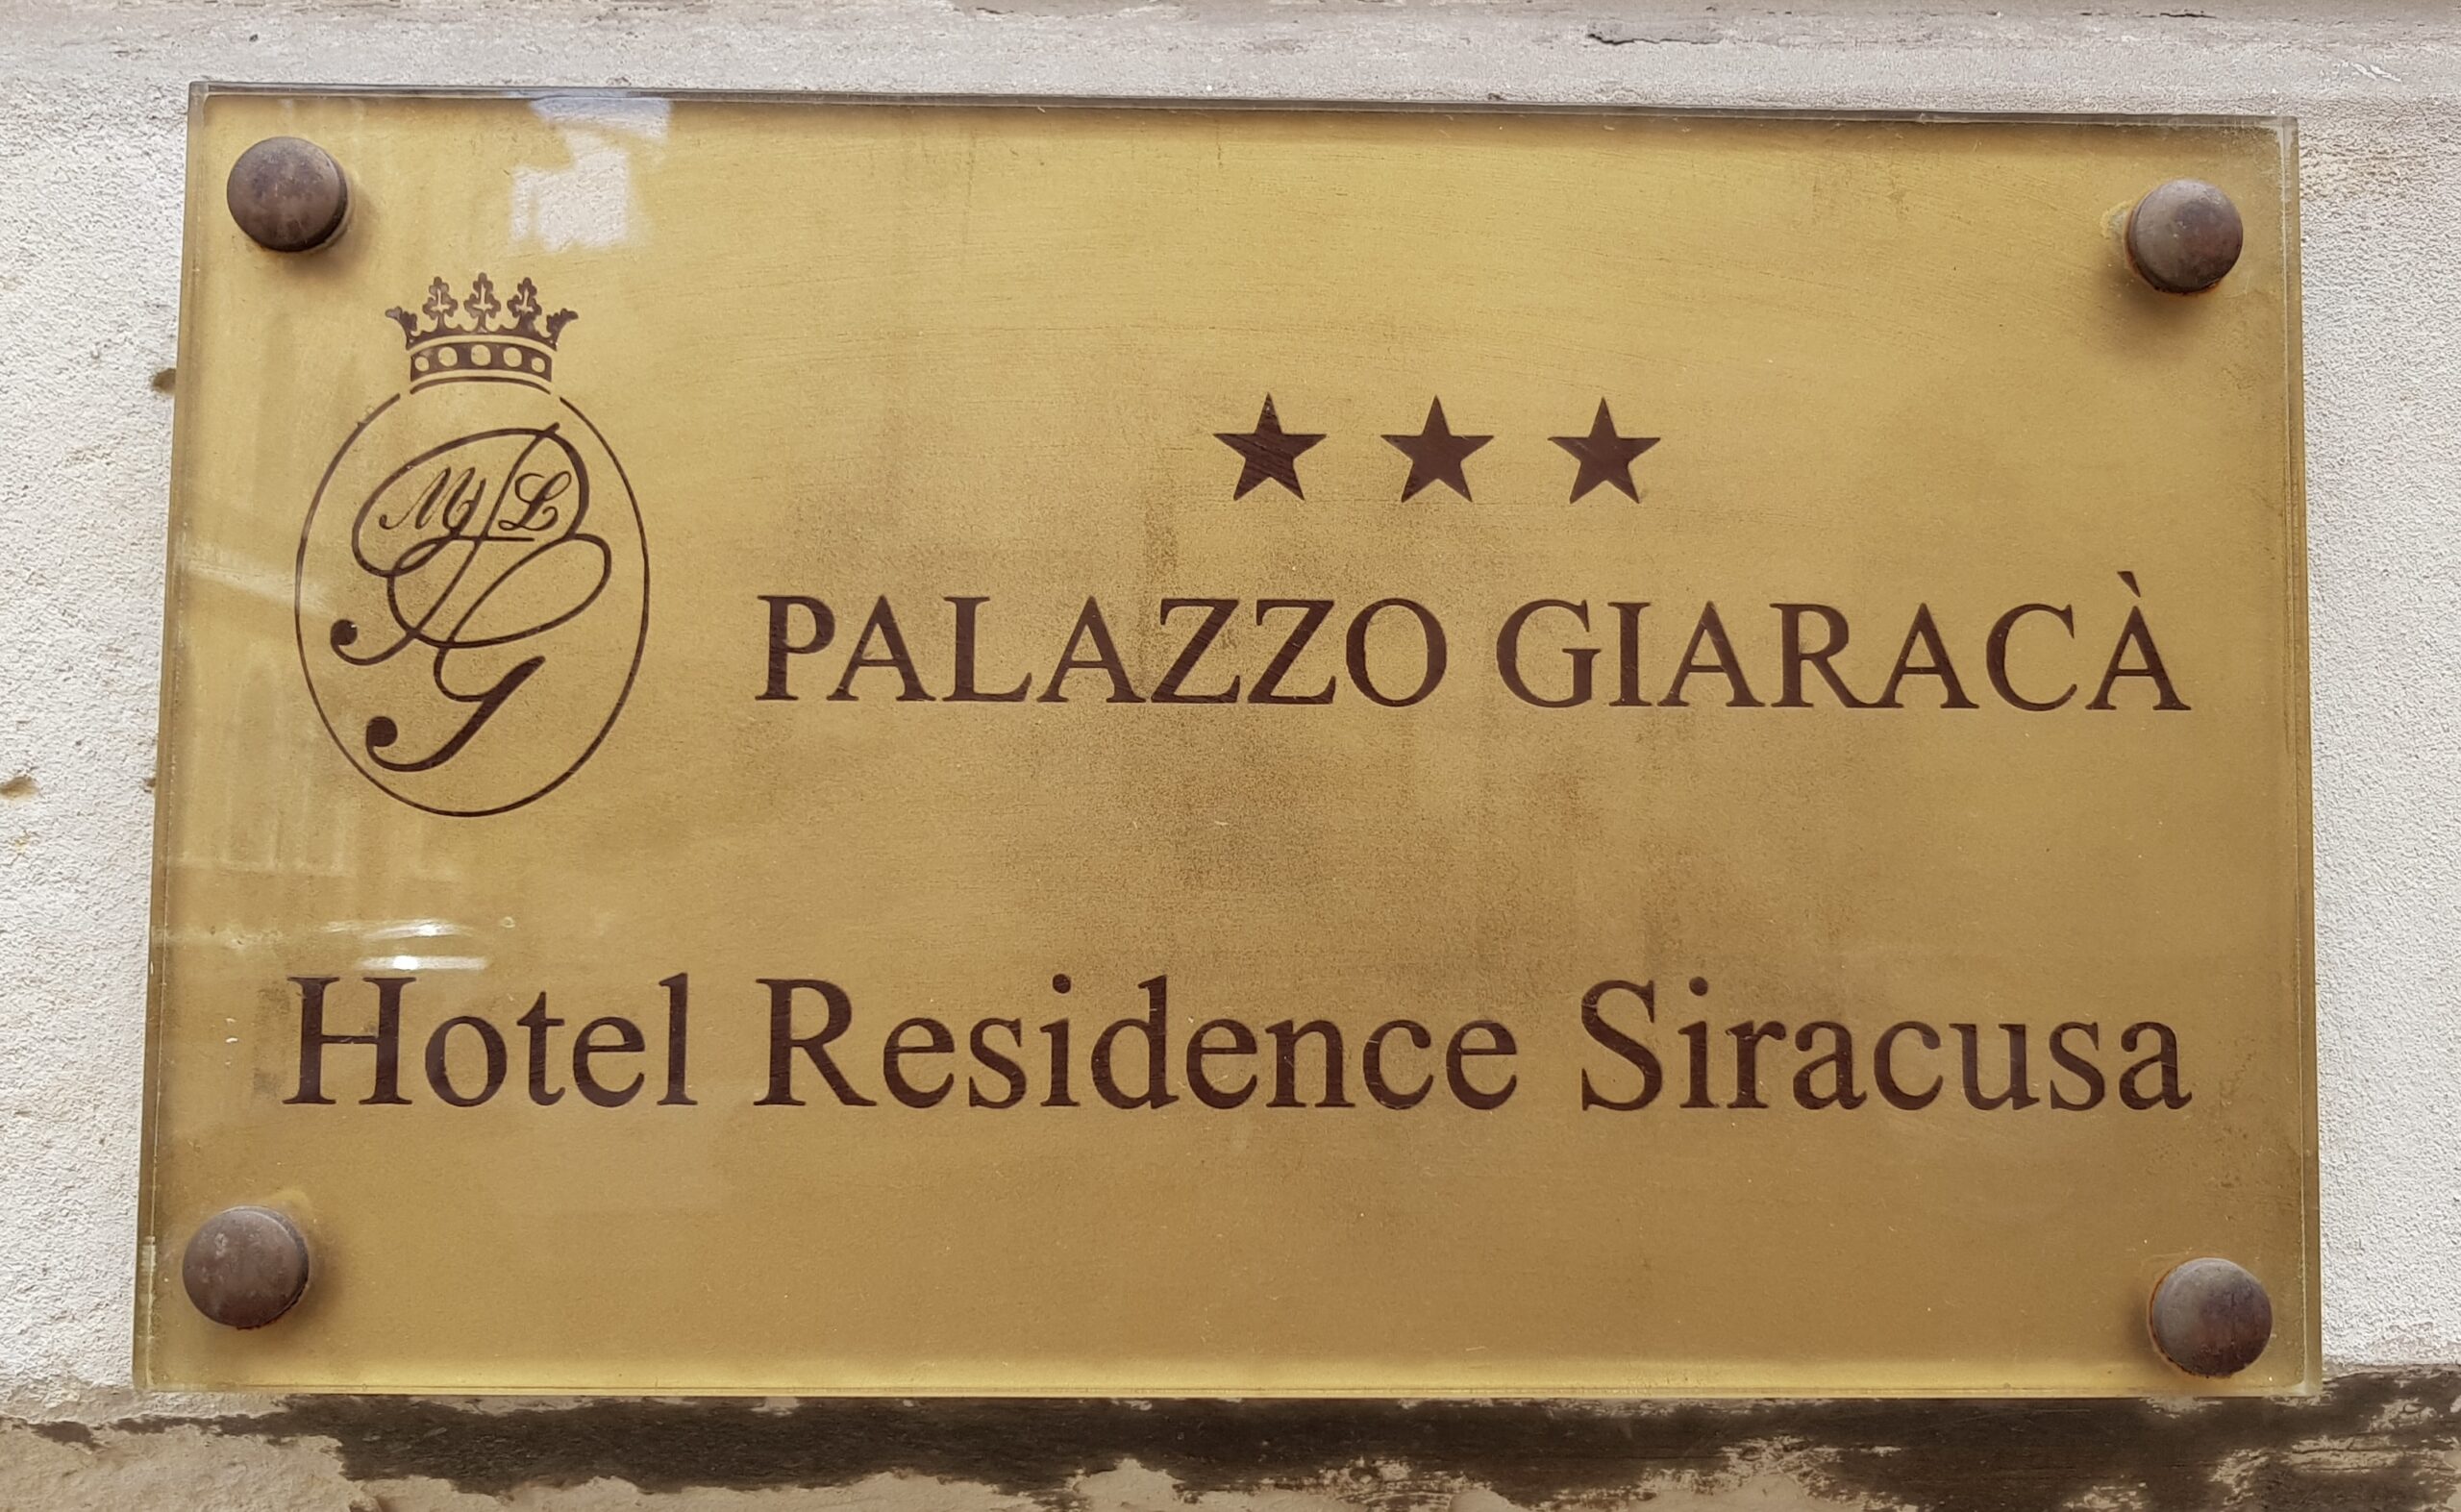 ★ ★ ★
PALAZZO GIARACÀ
Hotel Residence Siracusa